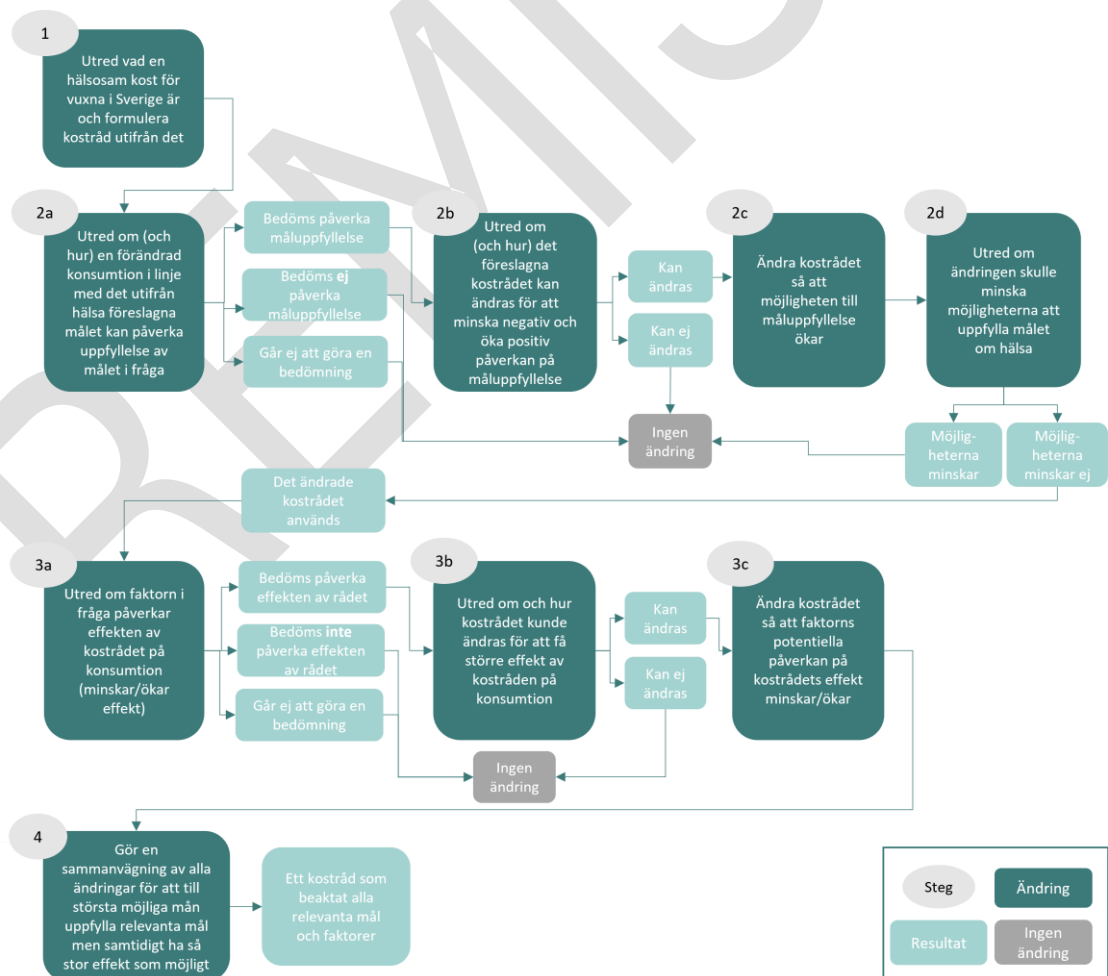 1
Utred vad en
hälsosam kost för
vuxna i Sverige är
och formulera
kostråd utifrån det
2a
Utred om (och
hur) en förändrad
konsumtion i linje
med det utifrån
hälsa föreslagna
målet kan påverka
uppfyllelse av
målet i fråga
Bedöms påverka
måluppfyllelse
Bedöms ej
påverka
måluppfyllelse
Går ej att göra en
bedömning
2b
Utred om
(och hur) det
föreslagna
kostrådet kan
ändras för att
minska negativ och
öka positiv
påverkan på
måluppfyllelse
Kan
ändras
Kan ej
ändras
Ingen
ändring
2c
Ändra kostrådet
så att
möjligheten till
måluppfyllelse
ökar
2d
Utred om
ändringen skulle
minska
möjligheterna att
uppfylla målet
om hälsa
Möjlig-
heterna
minskar
Möjlig-
heterna
minskar ej
Det ändrade
kostrådet
används
3a
Utred om faktorn i
fråga påverkar
effekten av
kostrådet på
konsumtion
(minskar/ökar
effekt)
Bedöms påverka
effekten av rådet
Bedöms inte
påverka effekten
av rådet
Går ej att göra en
bedömning
3b
Utred om och hur
kostrådet kunde
ändras för att få
större effekt av
kostråden på
konsumtion
Kan
ändras
Kan ej
ändras
Ingen
ändring
3c
Ändra kostrådet
så att faktorns
potentiella
påverkan på
kostrådets effekt
minskar/ökar
4
Gör en
sammanvägning av alla
ändringar för att till
största möjliga mån
uppfylla relevanta mål
men samtidigt ha så
stor effekt som möjligt
Ett kostråd som
beaktat alla
relevanta mål
och faktorer
Steg
Ändring
Resultat
Ingen
ändring
REMIS